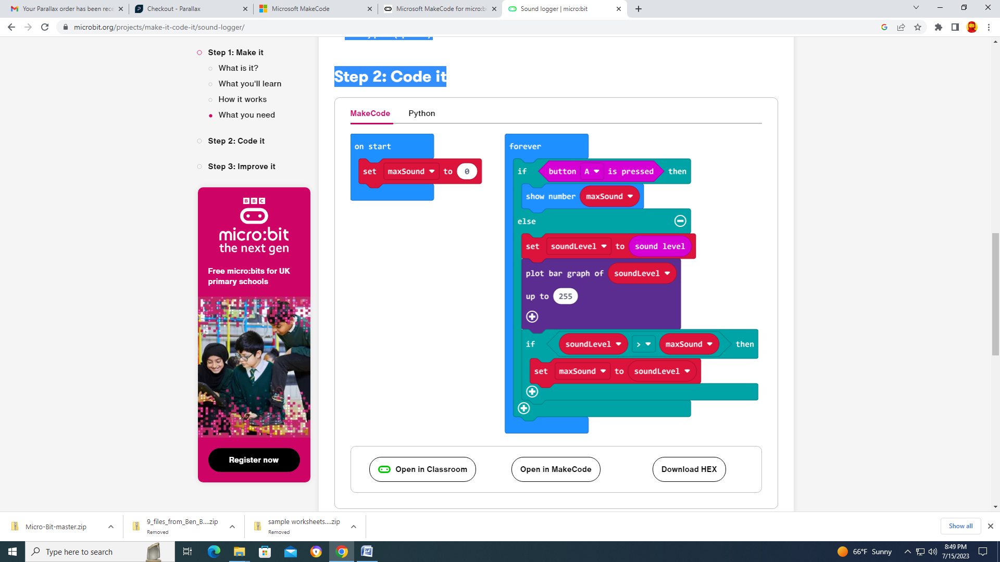 Your Parallax order has been rece
Checkout - Parallax
Microsoft MakeCode
Microsoft MakeCode for micro:bi
Sound logger | micro:bit
microbit.org/projects/make-it-code-it/sound-logger/
Step 1: Make it
What is it?
What you'll learn
How it works
What you need
Step 2: Code it
Step 3: Improve it
BBC
micro:bit
the next gen
Free micro:bits for UK
primary schools
Register now
Step 2: Code it
MakeCode Python
on start
set maxSound to 0
forever
if button A is pressed then
show number maxSound
else
set soundLevel to sound level
plot bar graph of soundLevel
up to 255
if soundLevel > maxSound then
set maxSound to soundLevel
Open in Classroom
Open in MakeCode
Download HEX
Micro-Bit-master.zip
9_files_from_Ben_B....zip
Removed
sample worksheets....zip
Removed
Show all
Type here to search
66°F Sunny
8:49 PM
7/15/2023